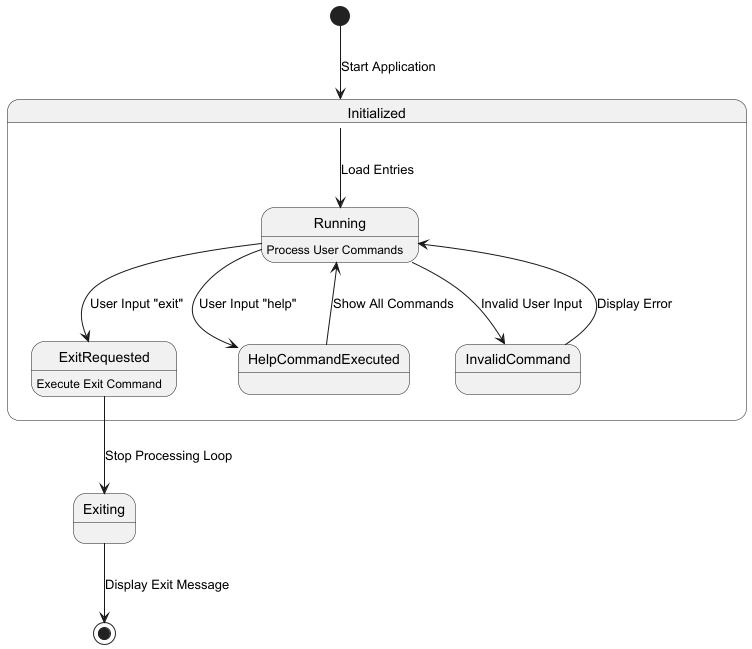 Start Application
Initialized
Load Entries
Running
Process User Commands
User Input "exit"
User Input "help"
Show All Commands
Invalid User Input
Display Error
ExitRequested
Execute Exit Command
HelpCommandExecuted
InvalidCommand
Stop Processing Loop
Exiting
Display Exit Message